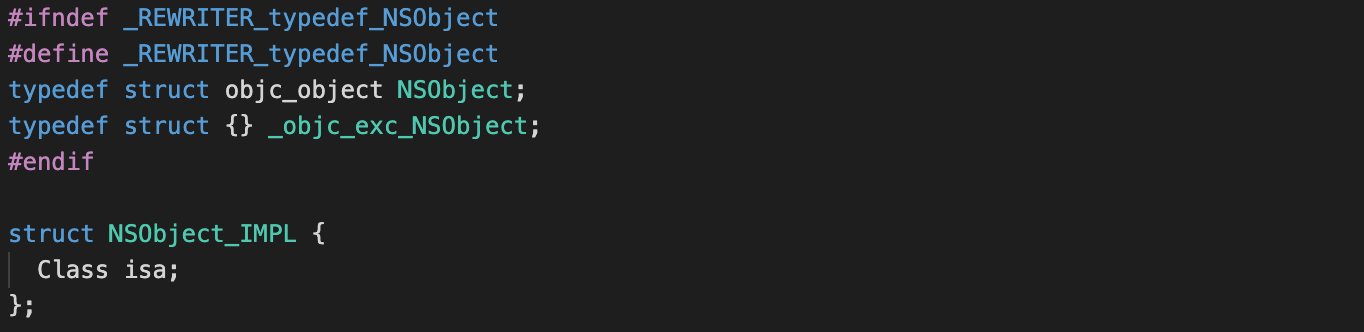 #ifndef _REWRITER_typedef_NSObject
#define _REWRITER_typedef_NSObject
typedef struct objc_object NSObject;
typedef struct {} _objc_exc_NSObject;
#endif

struct NSObject_IMPL {
  Class isa;
};